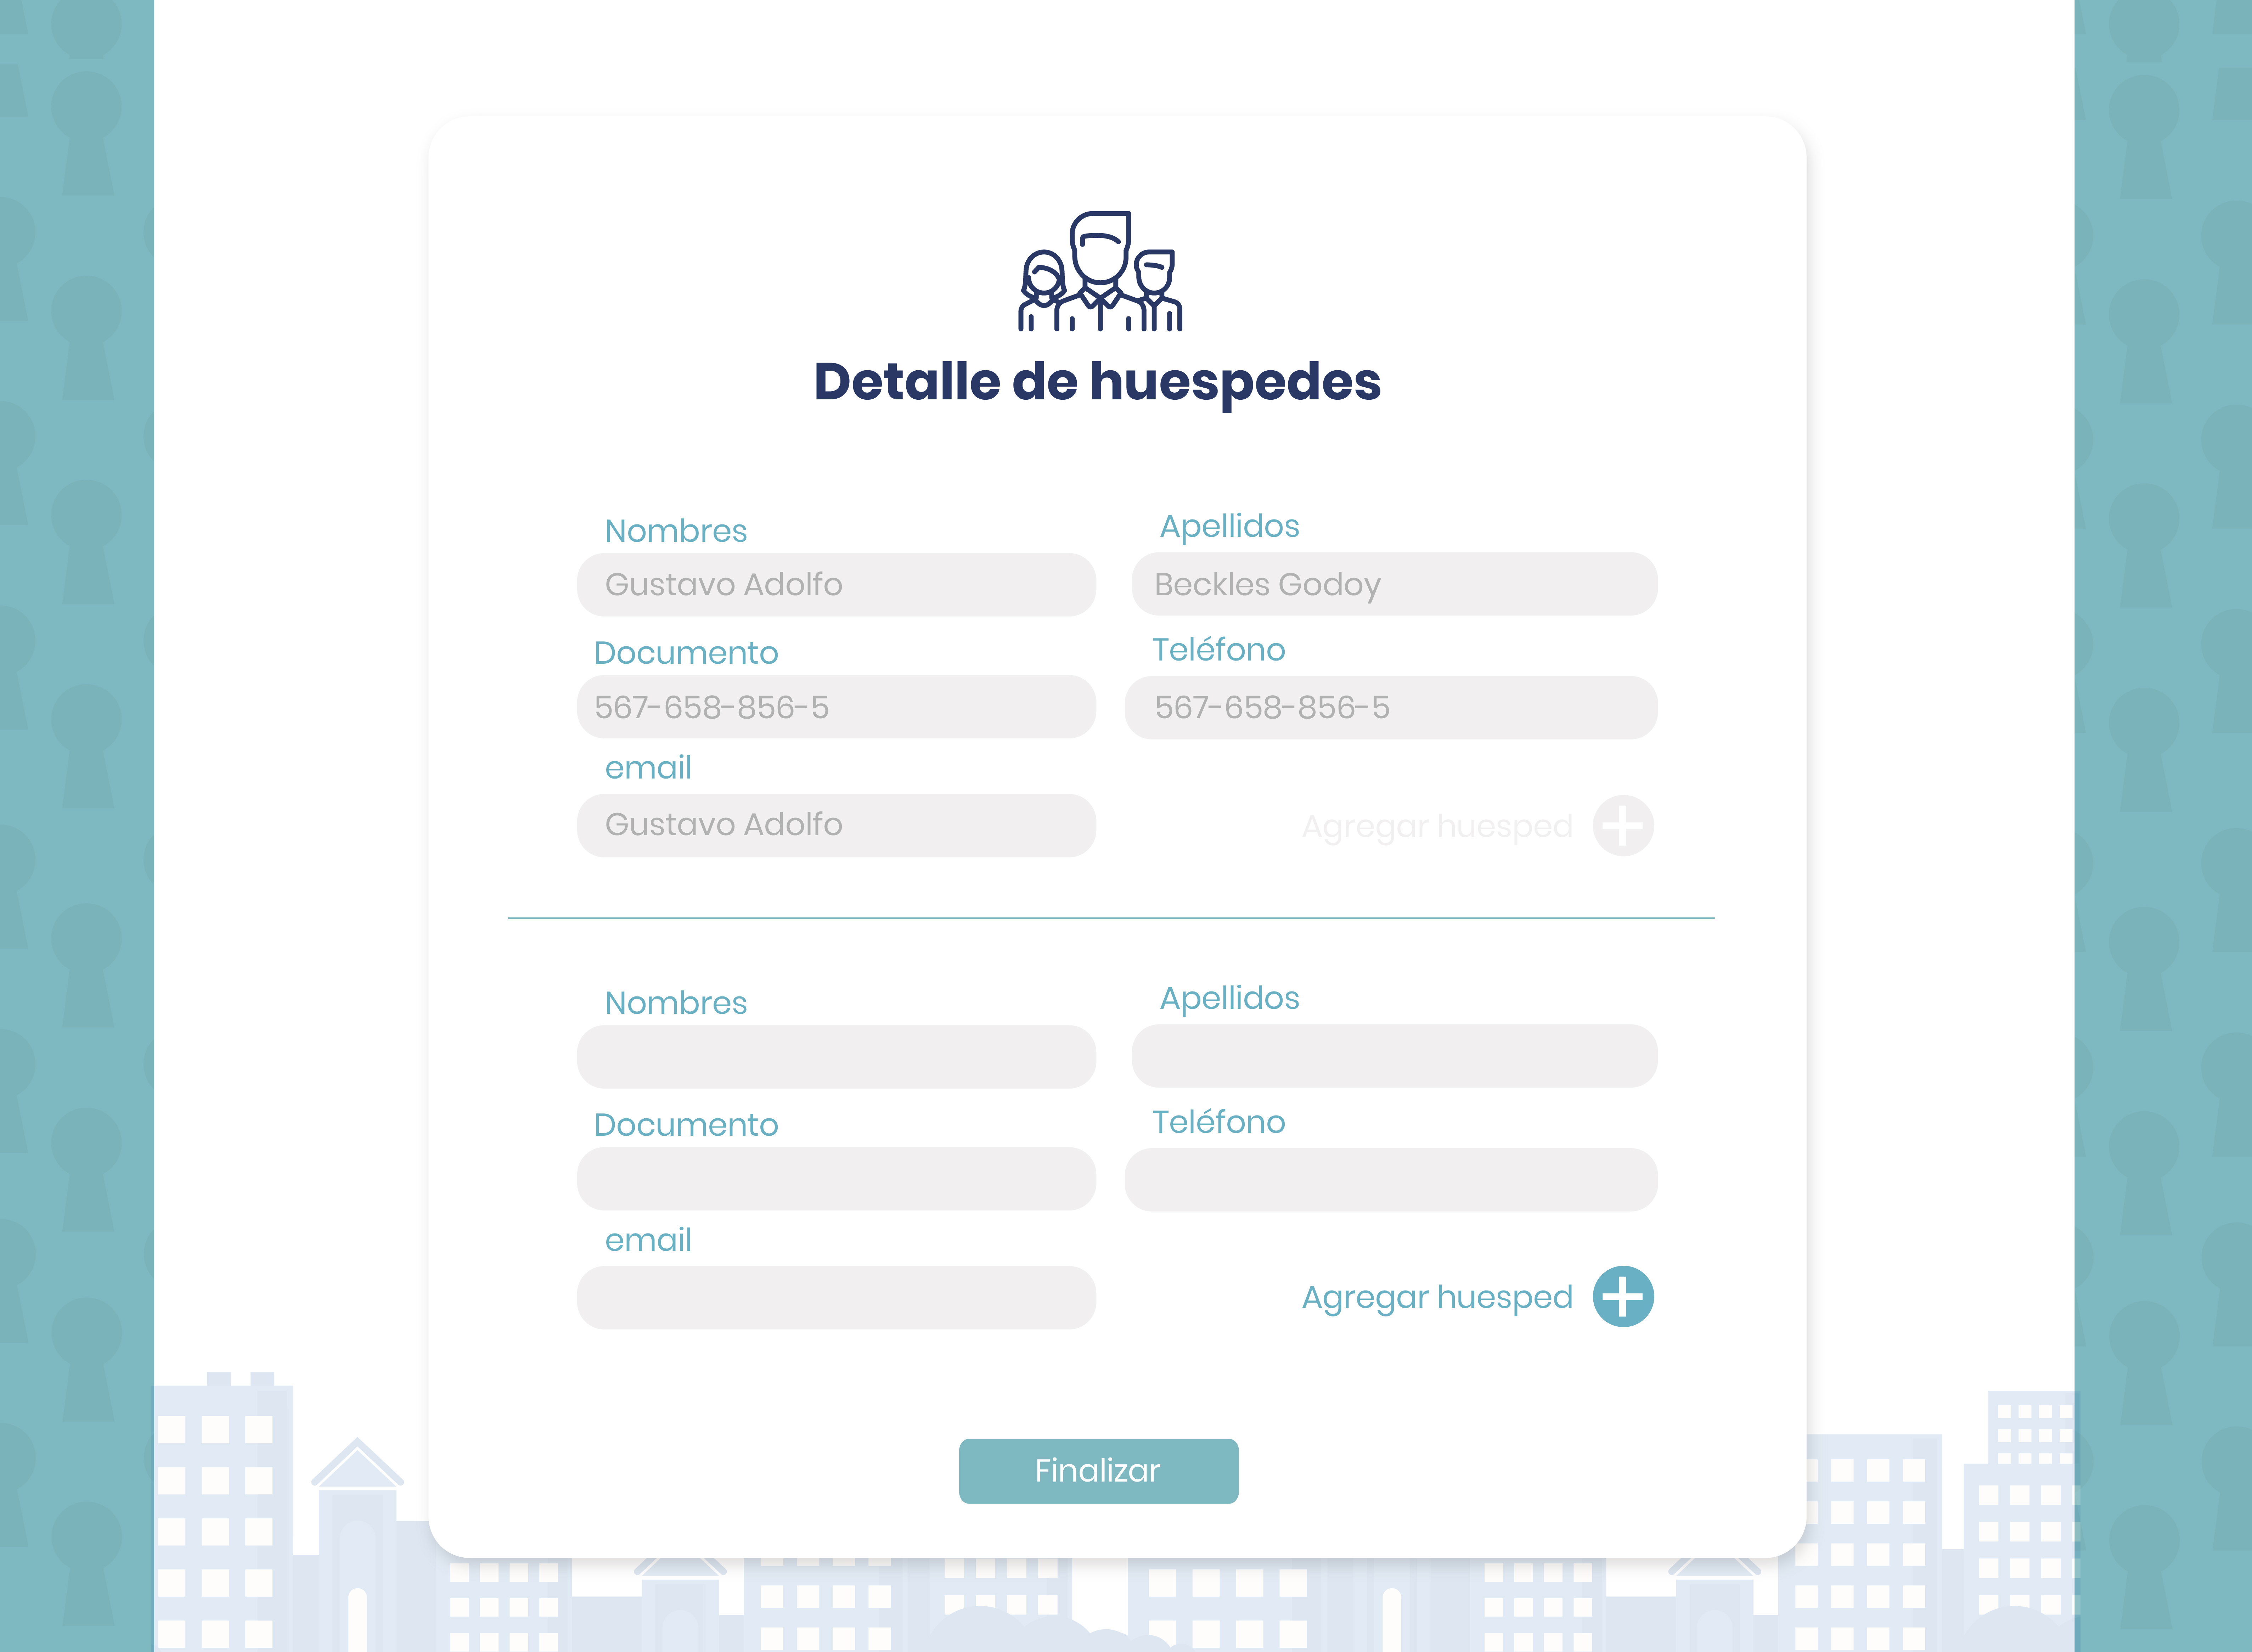 Detalle de huespedes
Nombres
Apellidos
Gustavo Adolfo
Beckles Godoy
Documento
Teléfono
567-658-856-5
567-658-856-5
email
Gustavo Adolfo
Agregar huesped
Nombres
Apellidos
Documento
Teléfono
email
Agregar huesped
Finalizar